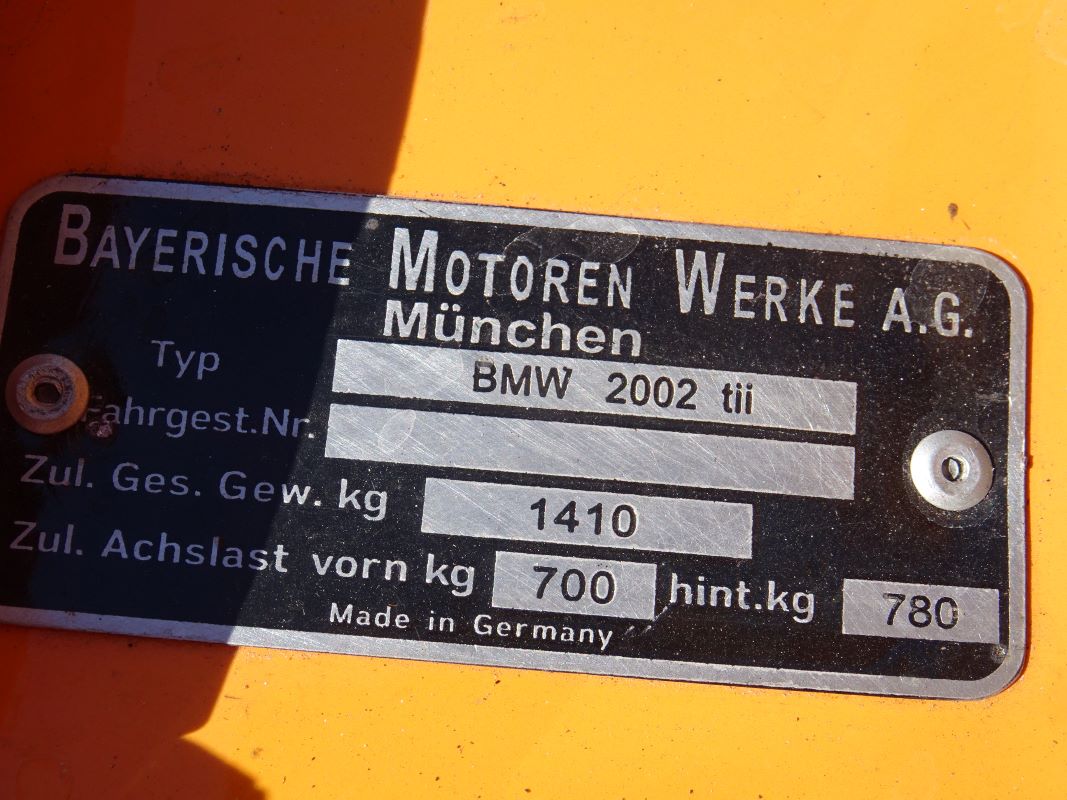 BAYERISCHE MOTOREN WERKE A.G.
München
Typ BMW 2002 tii
Fahrgest.Nr.
Zul. Ges. Gew. kg 1410
Zul. Achslast vorn kg 700 hint.kg 780
Made in Germany